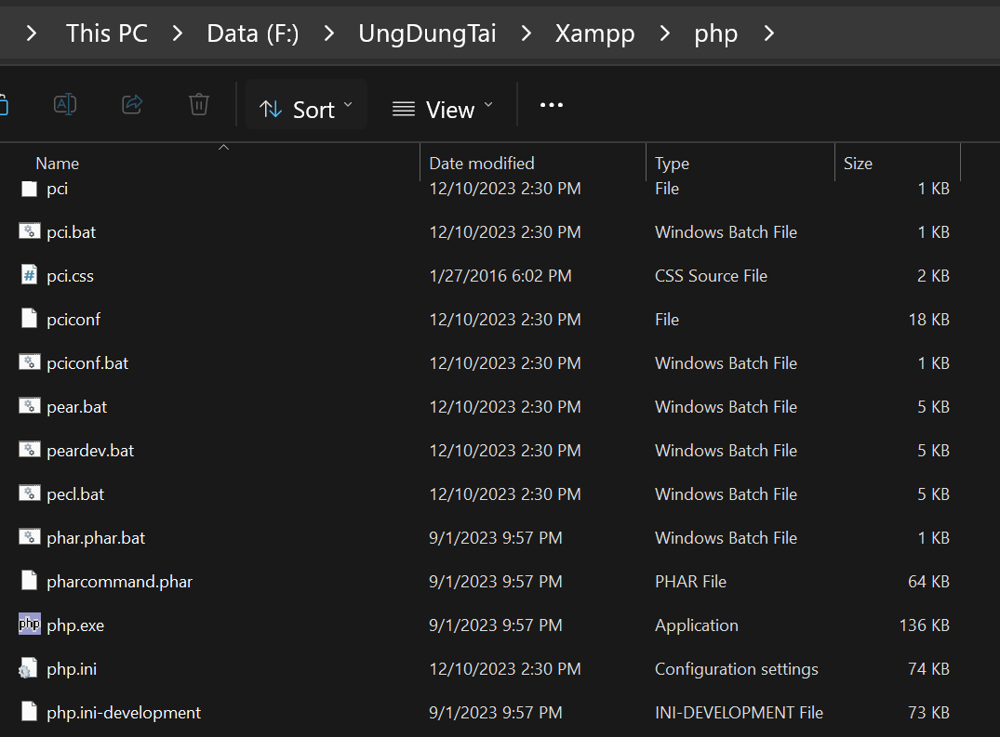 This PC > Data (F:) > UngDungTai > Xampp > php >
Sort View ...
Name Date modified Type Size
pci 12/10/2023 2:30 PM File 1 KB
pci.bat 12/10/2023 2:30 PM Windows Batch File 1 KB
pci.css 1/27/2016 6:02 PM CSS Source File 2 KB
pciconf 12/10/2023 2:30 PM File 18 KB
pciconf.bat 12/10/2023 2:30 PM Windows Batch File 1 KB
pear.bat 12/10/2023 2:30 PM Windows Batch File 5 KB
peardev.bat 12/10/2023 2:30 PM Windows Batch File 5 KB
pecl.bat 12/10/2023 2:30 PM Windows Batch File 5 KB
phar.phar.bat 9/1/2023 9:57 PM Windows Batch File 1 KB
pharcommand.phar 9/1/2023 9:57 PM PHAR File 64 KB
php php.exe 9/1/2023 9:57 PM Application 136 KB
php.ini 12/10/2023 2:30 PM Configuration settings 74 KB
php.ini-development 9/1/2023 9:57 PM INI-DEVELOPMENT File 73 KB